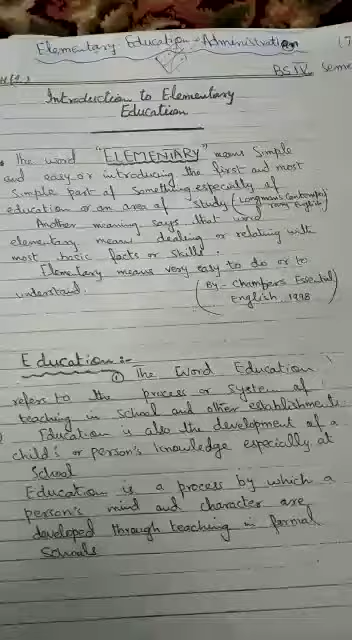 Elementary Education - Administration
BS IV Seme
Introduction to Elementary
Education
The word "ELEMENTARY" means Simple
and easy or introducing the first and most
simple part of something especially of
education or an area of study (Longmans Contemp
Another meaning says that word
elementary means dealing or relating with
most basic facts or skills.
Elementary means very easy to do or to
understand.
(By - Chambers Essential
English 1998)
Education:-
① The Word Education
refers to the process or system of
teaching in school and other establishments
Education is also the development of a
child's or person's knowledge especially at
School
Education is a process by which a
person's mind and character are
developed through teaching in formal
schools